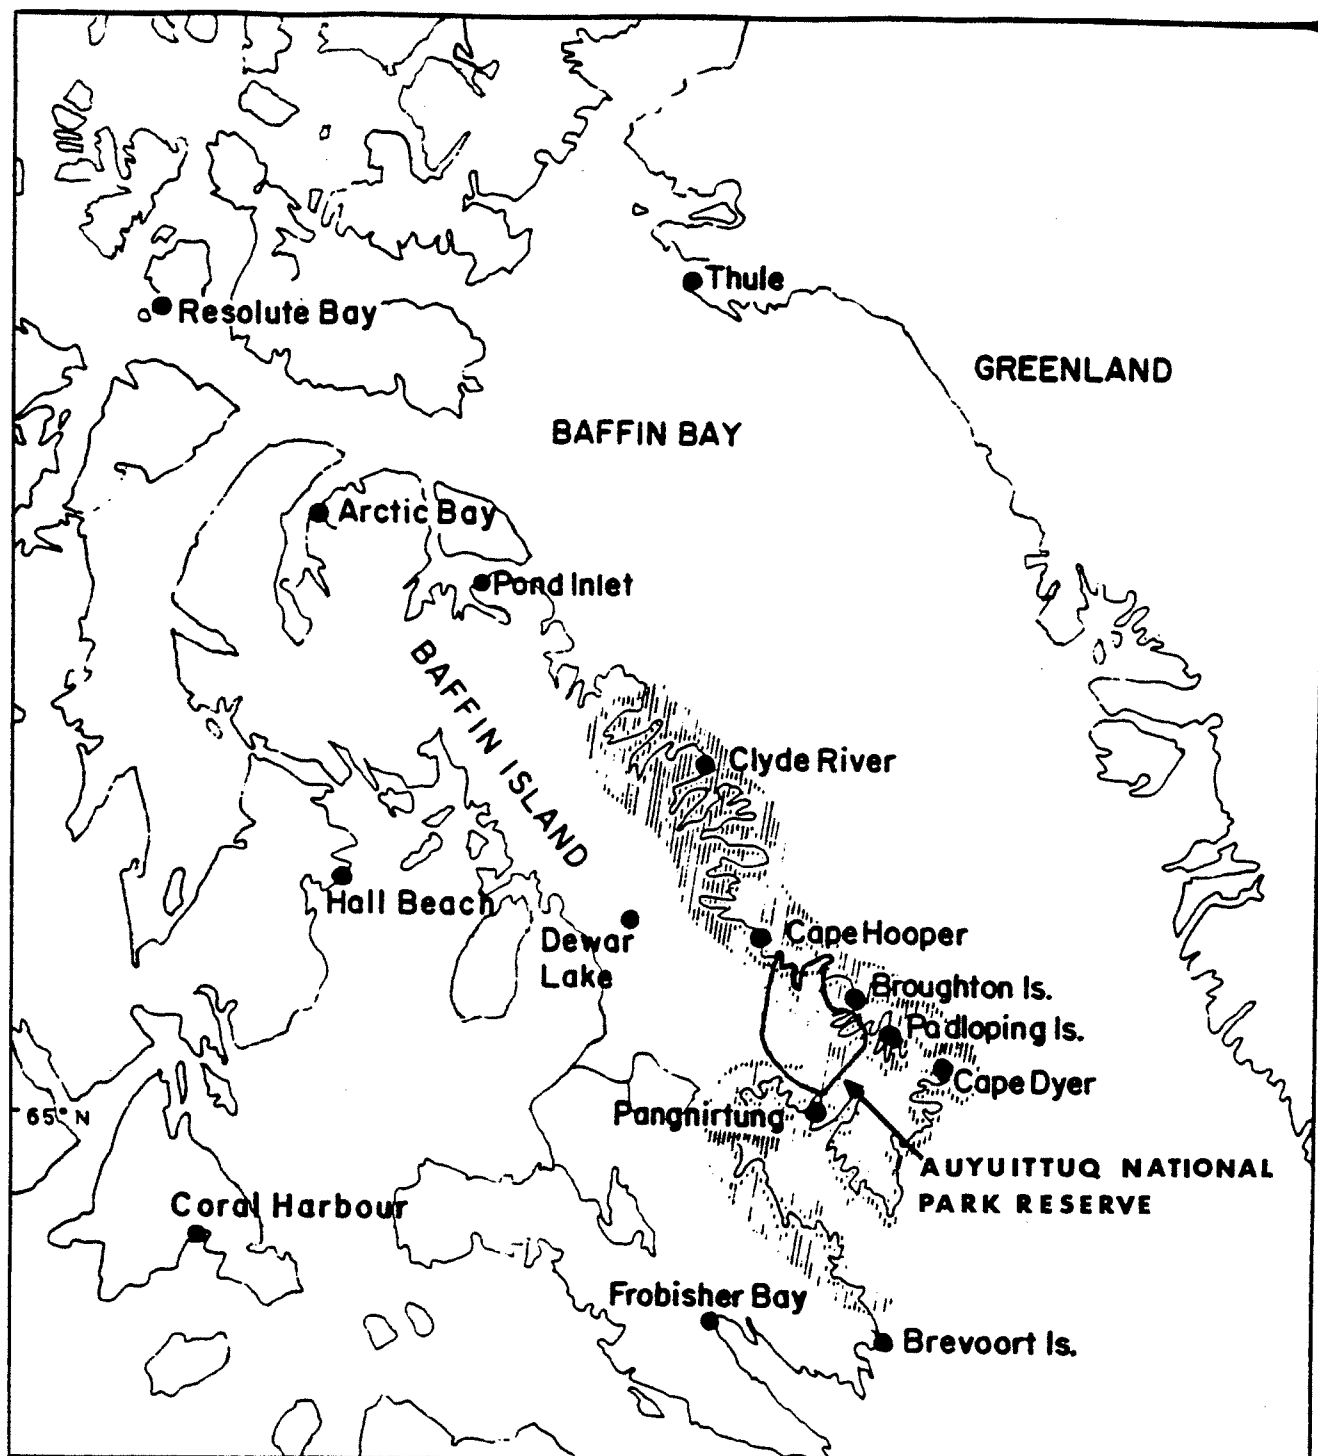 Thule
Resolute Bay
GREENLAND
BAFFIN BAY
Arctic Bay
Pond Inlet
BAFFIN ISLAND
Clyde River
Hall Beach
Dewar
Lake
Cape Hooper
Broughton Is.
Padloping Is.
Cape Dyer
65° N
Pangnirtung
AUYUITTUQ NATIONAL
PARK RESERVE
Coral Harbour
Frobisher Bay
Brevoort Is.